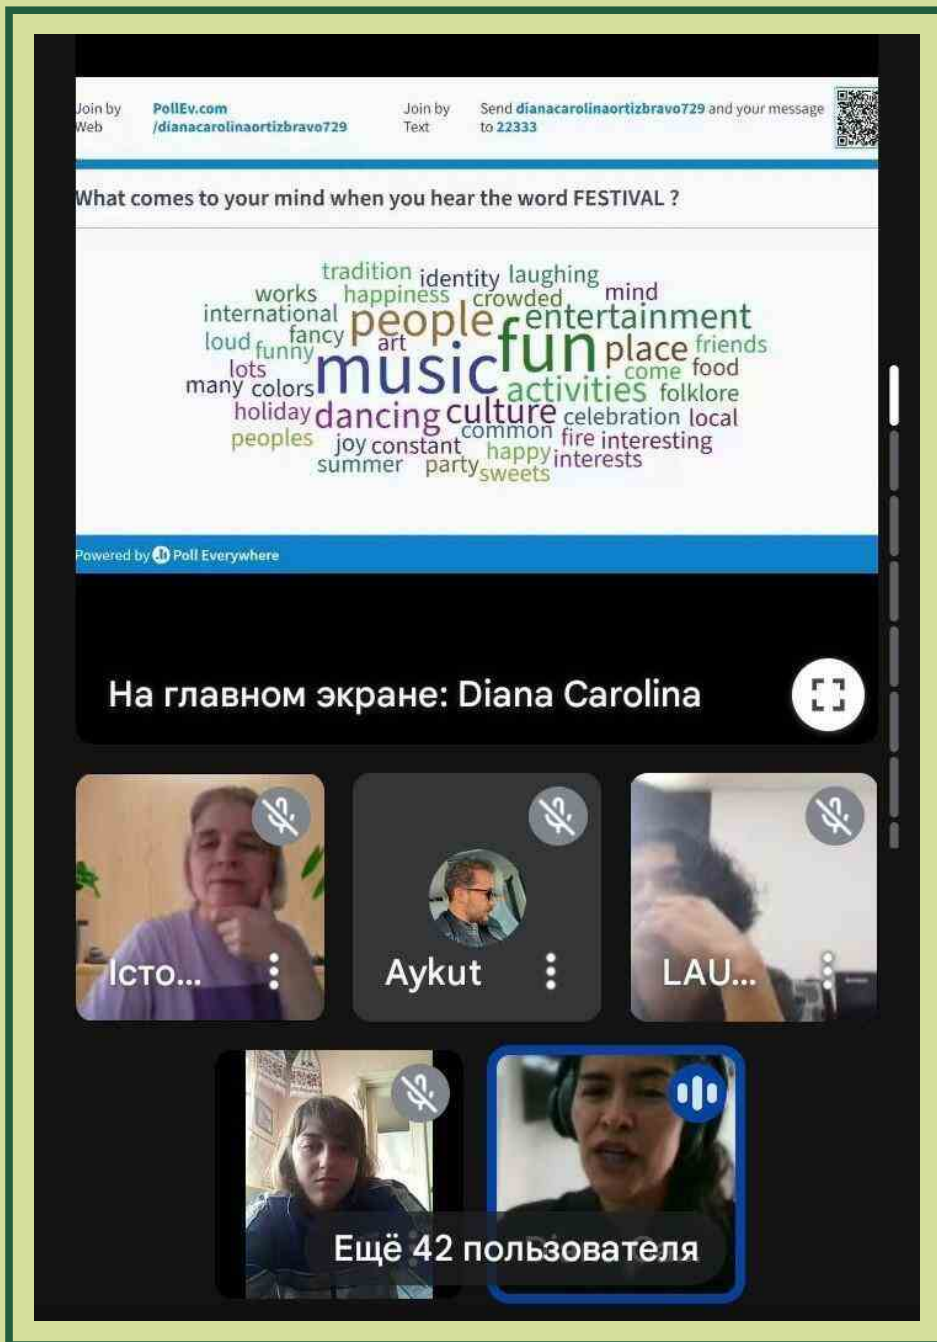 Join by Web
PollEv.com /dianacarolinaortizbravo729
Join by Text
Send dianacarolinaortizbravo729 and your message to 22333
What comes to your mind when you hear the word FESTIVAL ?
tradition identity laughing
works happiness crowded mind
international people entertainment
loud funny fancy art fun place friends
lots music come food
many colors activities folklore
holiday dancing culture celebration local
peoples joy constant common fire interesting
summer party happy interests
sweets
Powered by Poll Everywhere
На главном экране: Diana Carolina
Істо...
Aykut
LAU...
Ещё 42 пользователя